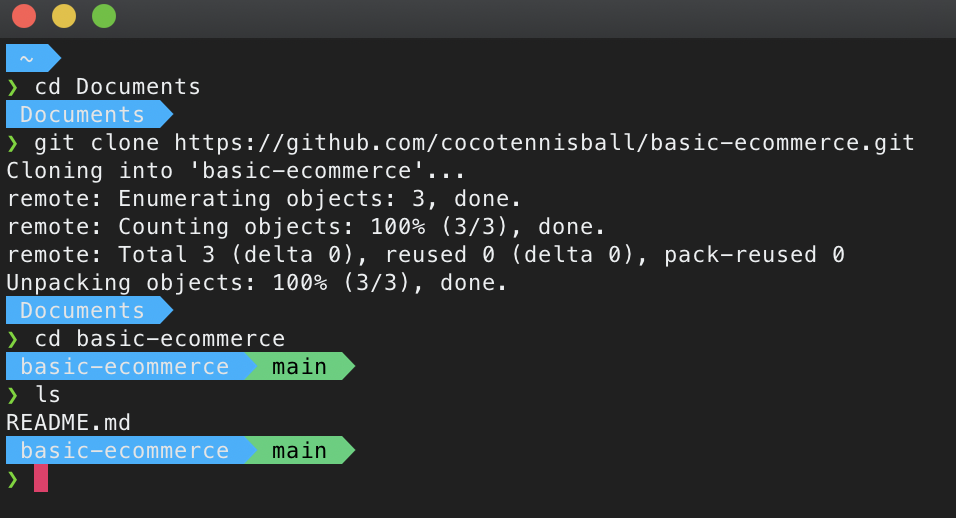 ~
❯ cd Documents
Documents
❯ git clone https://github.com/cocotennisball/basic-ecommerce.git
Cloning into 'basic-ecommerce'...
remote: Enumerating objects: 3, done.
remote: Counting objects: 100% (3/3), done.
remote: Total 3 (delta 0), reused 0 (delta 0), pack-reused 0
Unpacking objects: 100% (3/3), done.
Documents
❯ cd basic-ecommerce
basic-ecommerce main
❯ ls
README.md
basic-ecommerce main
❯